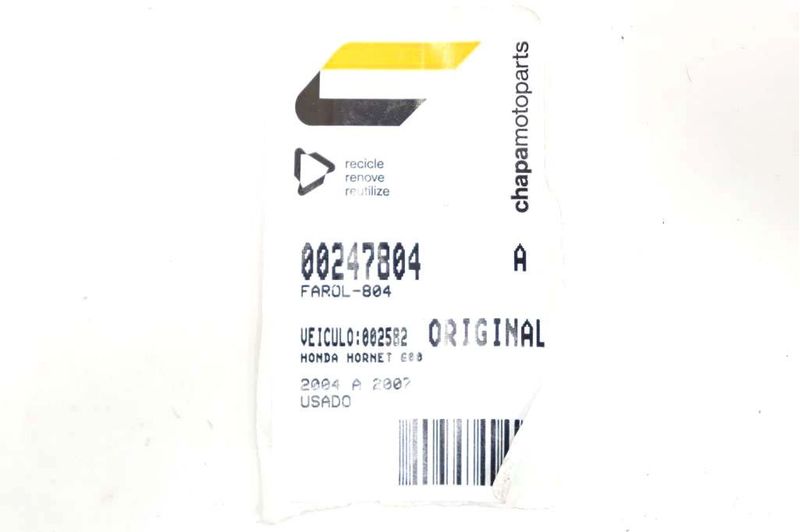 chapamotoparts
recicle
renove
reutilize
00247804 A
FAROL-804
VEICULO:002582 ORIGINAL
HONDA HORNET 600
2004 A 2007
USADO